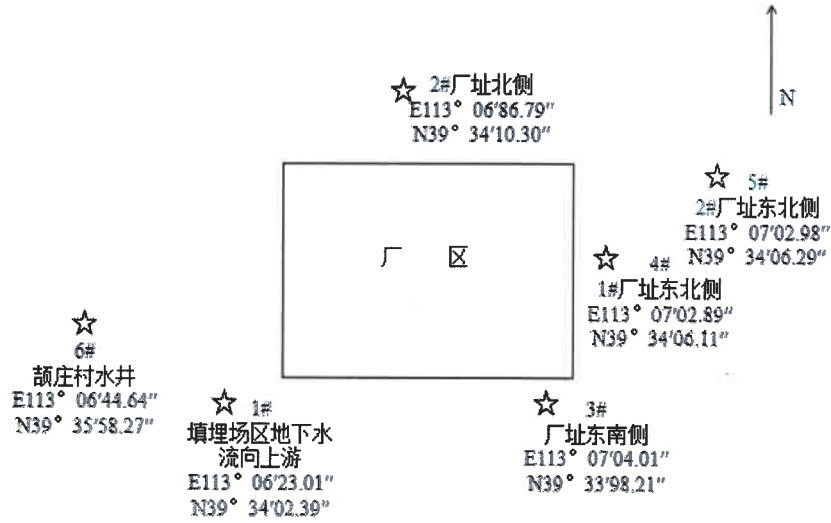 N
2#厂址北侧
E113° 06′86.79″
N39° 34′10.30″
5#
2#厂址东北侧
E113° 07′02.98″
N39° 34′06.29″
厂 区
4#
1#厂址东北侧
E113° 07′02.89″
N39° 34′06.11″
6#
颉庄村水井
E113° 06′44.64″
N39° 35′58.27″
1#
填埋场区地下水
流向上游
E113° 06′23.01″
N39° 34′02.39″
3#
厂址东南侧
E113° 07′04.01″
N39° 33′98.21″